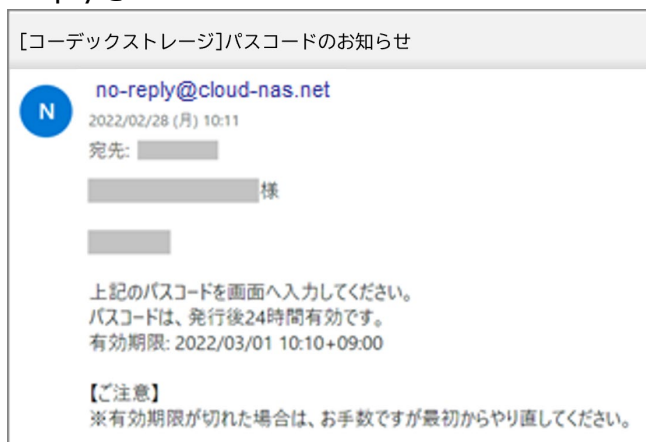 [コーデックストレージ]パスコードのお知らせ
N
no-reply@cloud-nas.net
2022/02/28 (月) 10:11
宛先:
様
上記のパスコードを画面へ入力してください。
パスコードは、発行後24時間有効です。
有効期限: 2022/03/01 10:10+09:00
【ご注意】
※有効期限が切れた場合は、お手数ですが最初からやり直してください。